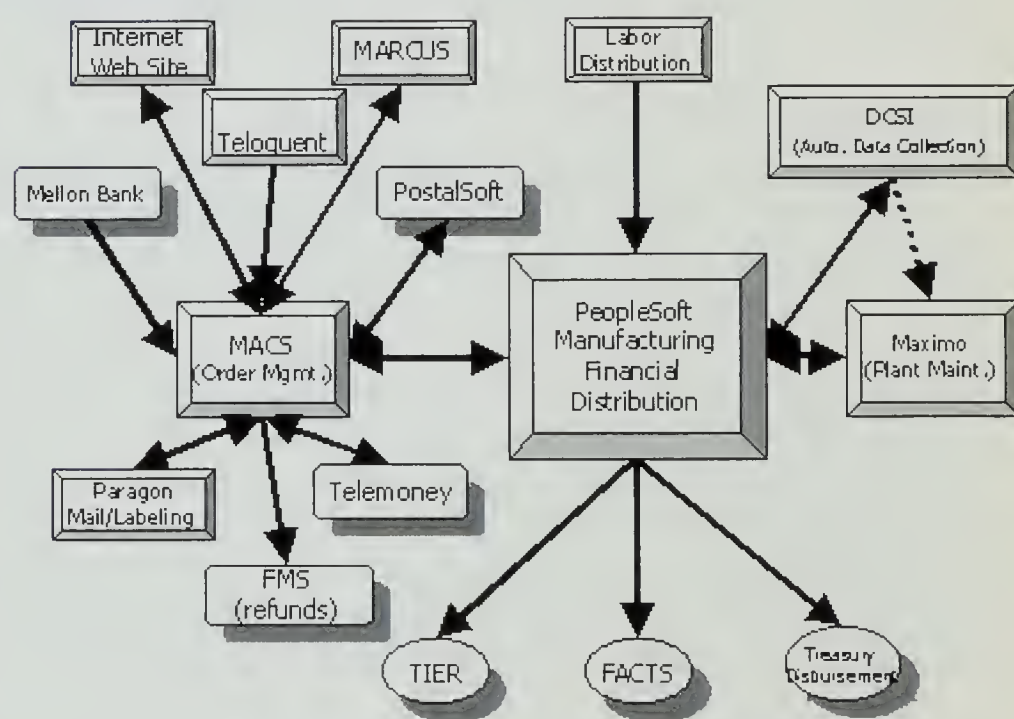 Internet
Web Site
MARCUS
Labor
Distribution
Teloquent
DCSI
(Auto. Data Collection)
Mellon Bank
PostalSoft
MACS
(Order Mgmt.)
PeopleSoft
Manufacturing
Financial
Distribution
Maximo
(Plant Maint.)
Paragon
Mail/Labeling
Telemoney
FMS
(refunds)
TIER
FACTS
Treasury
Disbursement